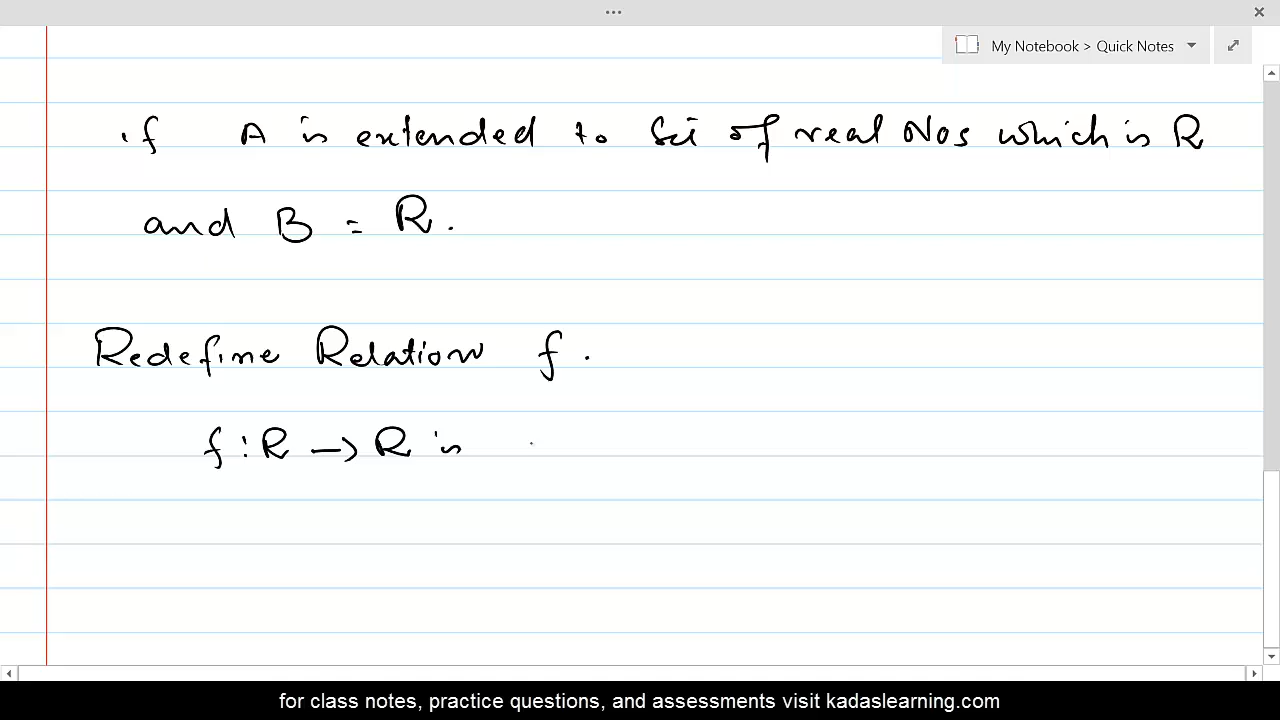 My Notebook > Quick Notes
if A is extended to Set of real Nos which is R
and B = R.
Redefine Relation f.
f : R → R is
for class notes, practice questions, and assessments visit kadaslearning.com